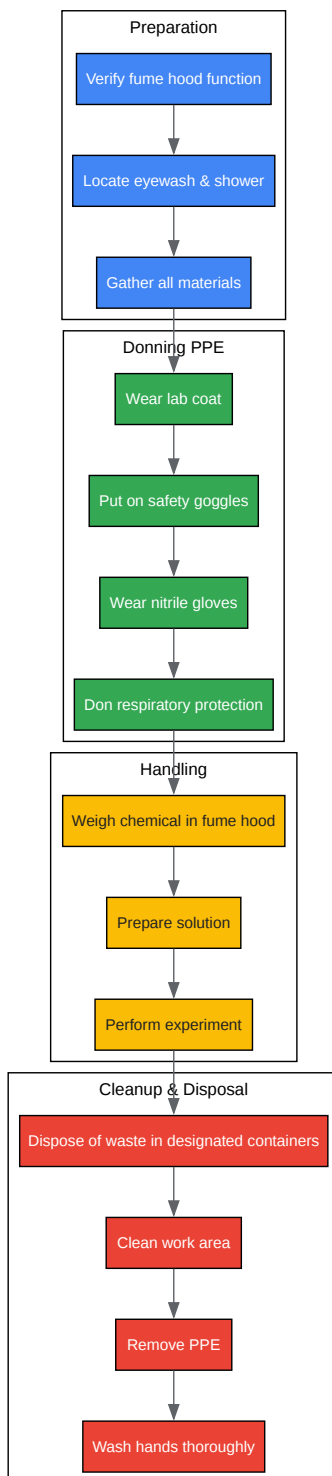 Preparation
Verify fume hood function
Locate eyewash & shower
Gather all materials
Donning PPE
Wear lab coat
Put on safety goggles
Wear nitrile gloves
Don respiratory protection
Handling
Weigh chemical in fume hood
Prepare solution
Perform experiment
Cleanup & Disposal
Dispose of waste in designated containers
Clean work area
Remove PPE
Wash hands thoroughly